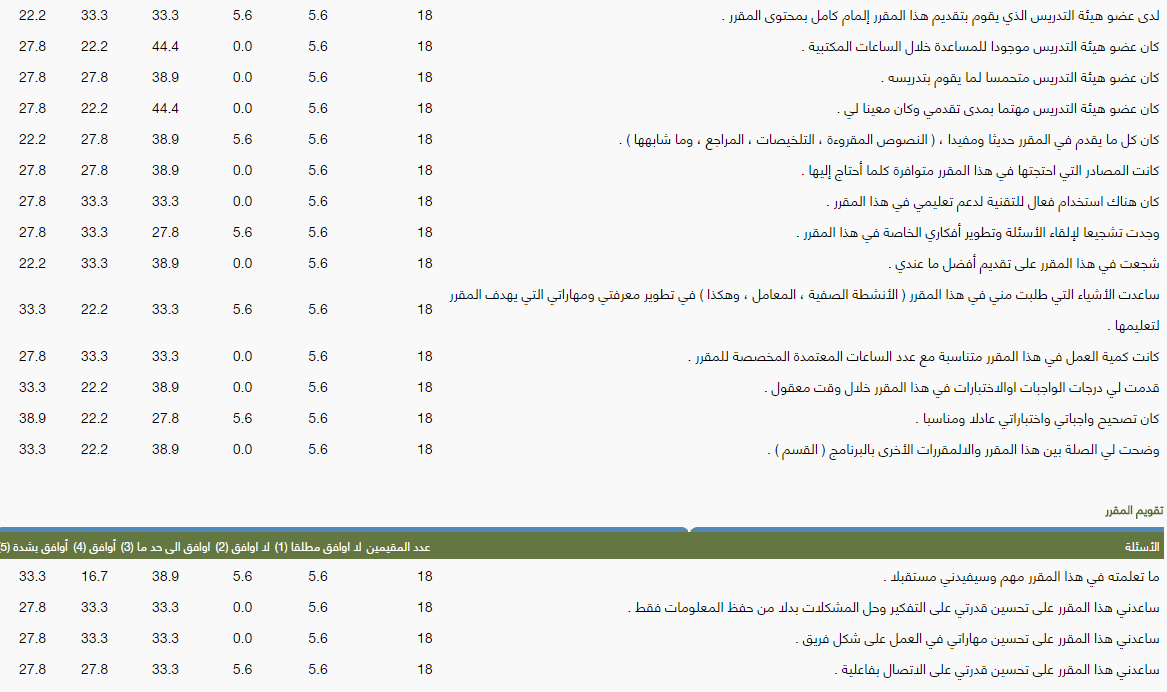 لدى عضو هيئة التدريس الذي يقوم بتقديم هذا المقرر إلمام كامل بمحتوى المقرر . 18 5.6 5.6 33.3 33.3 22.2
كان عضو هيئة التدريس موجودا للمساعدة خلال الساعات المكتبية . 18 5.6 0.0 44.4 22.2 27.8
كان عضو هيئة التدريس متحمسا لما يقوم بتدريسه . 18 5.6 0.0 38.9 27.8 27.8
كان عضو هيئة التدريس مهتما بمدى تقدمي وكان معينا لي . 18 5.6 0.0 44.4 22.2 27.8
كان كل ما يقدم في المقرر حديثا ومفيدا ، ( النصوص المقروءة ، التلخيصات ، المراجع ، وما شابهها ) . 18 5.6 5.6 38.9 27.8 22.2
كانت المصادر التي احتجتها في هذا المقرر متوافرة كلما أحتاج إليها . 18 5.6 0.0 38.9 27.8 27.8
كان هناك استخدام فعال للتقنية لدعم تعليمي في هذا المقرر . 18 5.6 0.0 33.3 33.3 27.8
وجدت تشجيعا لإلقاء الأسئلة وتطوير أفكاري الخاصة في هذا المقرر . 18 5.6 5.6 27.8 33.3 27.8
شجعت في هذا المقرر على تقديم أفضل ما عندي . 18 5.6 0.0 38.9 33.3 22.2
ساعدت الأشياء التي طلبت مني في هذا المقرر ( الأنشطة الصفية ، المعامل ، وهكذا ) في تطوير معرفتي ومهاراتي التي يهدف المقرر 18 5.6 5.6 33.3 22.2 33.3
لتعليمها .
كانت كمية العمل في هذا المقرر متناسبة مع عدد الساعات المعتمدة المخصصة للمقرر . 18 5.6 0.0 33.3 33.3 27.8
قدمت لي درجات الواجبات اوالاختبارات في هذا المقرر خلال وقت معقول . 18 5.6 0.0 38.9 22.2 33.3
كان تصحيح واجباتي واختباراتي عادلا ومناسبا . 18 5.6 5.6 27.8 22.2 38.9
وضحت لي الصلة بين هذا المقرر والالمقررات الأخرى بالبرنامج ( القسم ) . 18 5.6 0.0 38.9 22.2 33.3
تقويم المقرر
الأسئلة عدد المقيمين لا اوافق مطلقا (1) لا اوافق (2) اوافق الى حد ما (3) أوافق (4) أوافق بشدة (5
ما تعلمته في هذا المقرر مهم وسيفيدني مستقبلا . 18 5.6 5.6 38.9 16.7 33.3
ساعدني هذا المقرر على تحسين قدرتي على التفكير وحل المشكلات بدلا من حفظ المعلومات فقط . 18 5.6 0.0 33.3 33.3 27.8
ساعدني هذا المقرر على تحسين مهاراتي في العمل على شكل فريق . 18 5.6 0.0 33.3 33.3 27.8
ساعدني هذا المقرر على تحسين قدرتي على الاتصال بفاعلية . 18 5.6 5.6 33.3 27.8 27.8